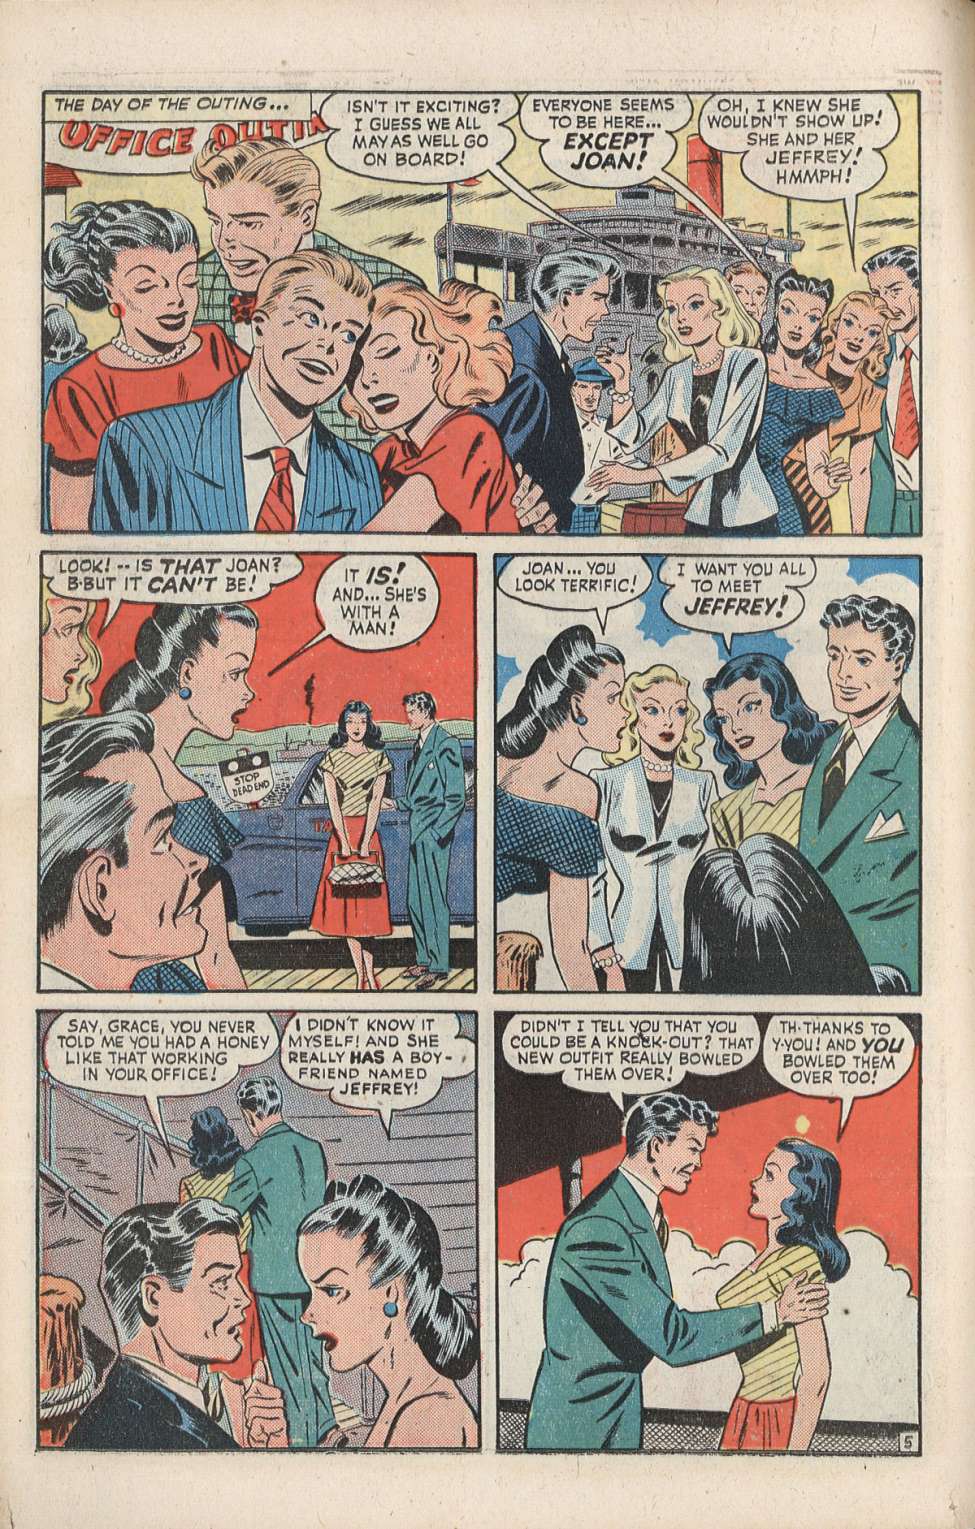 THE DAY OF THE OUTING...
OFFICE OUTIN
ISN'T IT EXCITING?
I GUESS WE ALL
MAY AS WELL GO
ON BOARD!
EVERYONE SEEMS
TO BE HERE...
EXCEPT
JOAN!
OH, I KNEW SHE
WOULDN'T SHOW UP!
SHE AND HER
JEFFREY!
HMMPH!
LOOK! -- IS THAT JOAN?
B-BUT IT CAN'T BE!
IT IS!
AND... SHE'S
WITH A
MAN!
STOP
DEAD END
JOAN... YOU
LOOK TERRIFIC!
I WANT YOU ALL
TO MEET
JEFFREY!
SAY, GRACE, YOU NEVER
TOLD ME YOU HAD A HONEY
LIKE THAT WORKING
IN YOUR OFFICE!
I DIDN'T KNOW IT
MYSELF! AND SHE
REALLY HAS A BOY-
FRIEND NAMED
JEFFREY!
DIDN'T I TELL YOU THAT YOU
COULD BE A KNOCK-OUT? THAT
NEW OUTFIT REALLY BOWLED
THEM OVER!
TH-THANKS TO
Y-YOU! AND YOU
BOWLED THEM
OVER TOO!
5